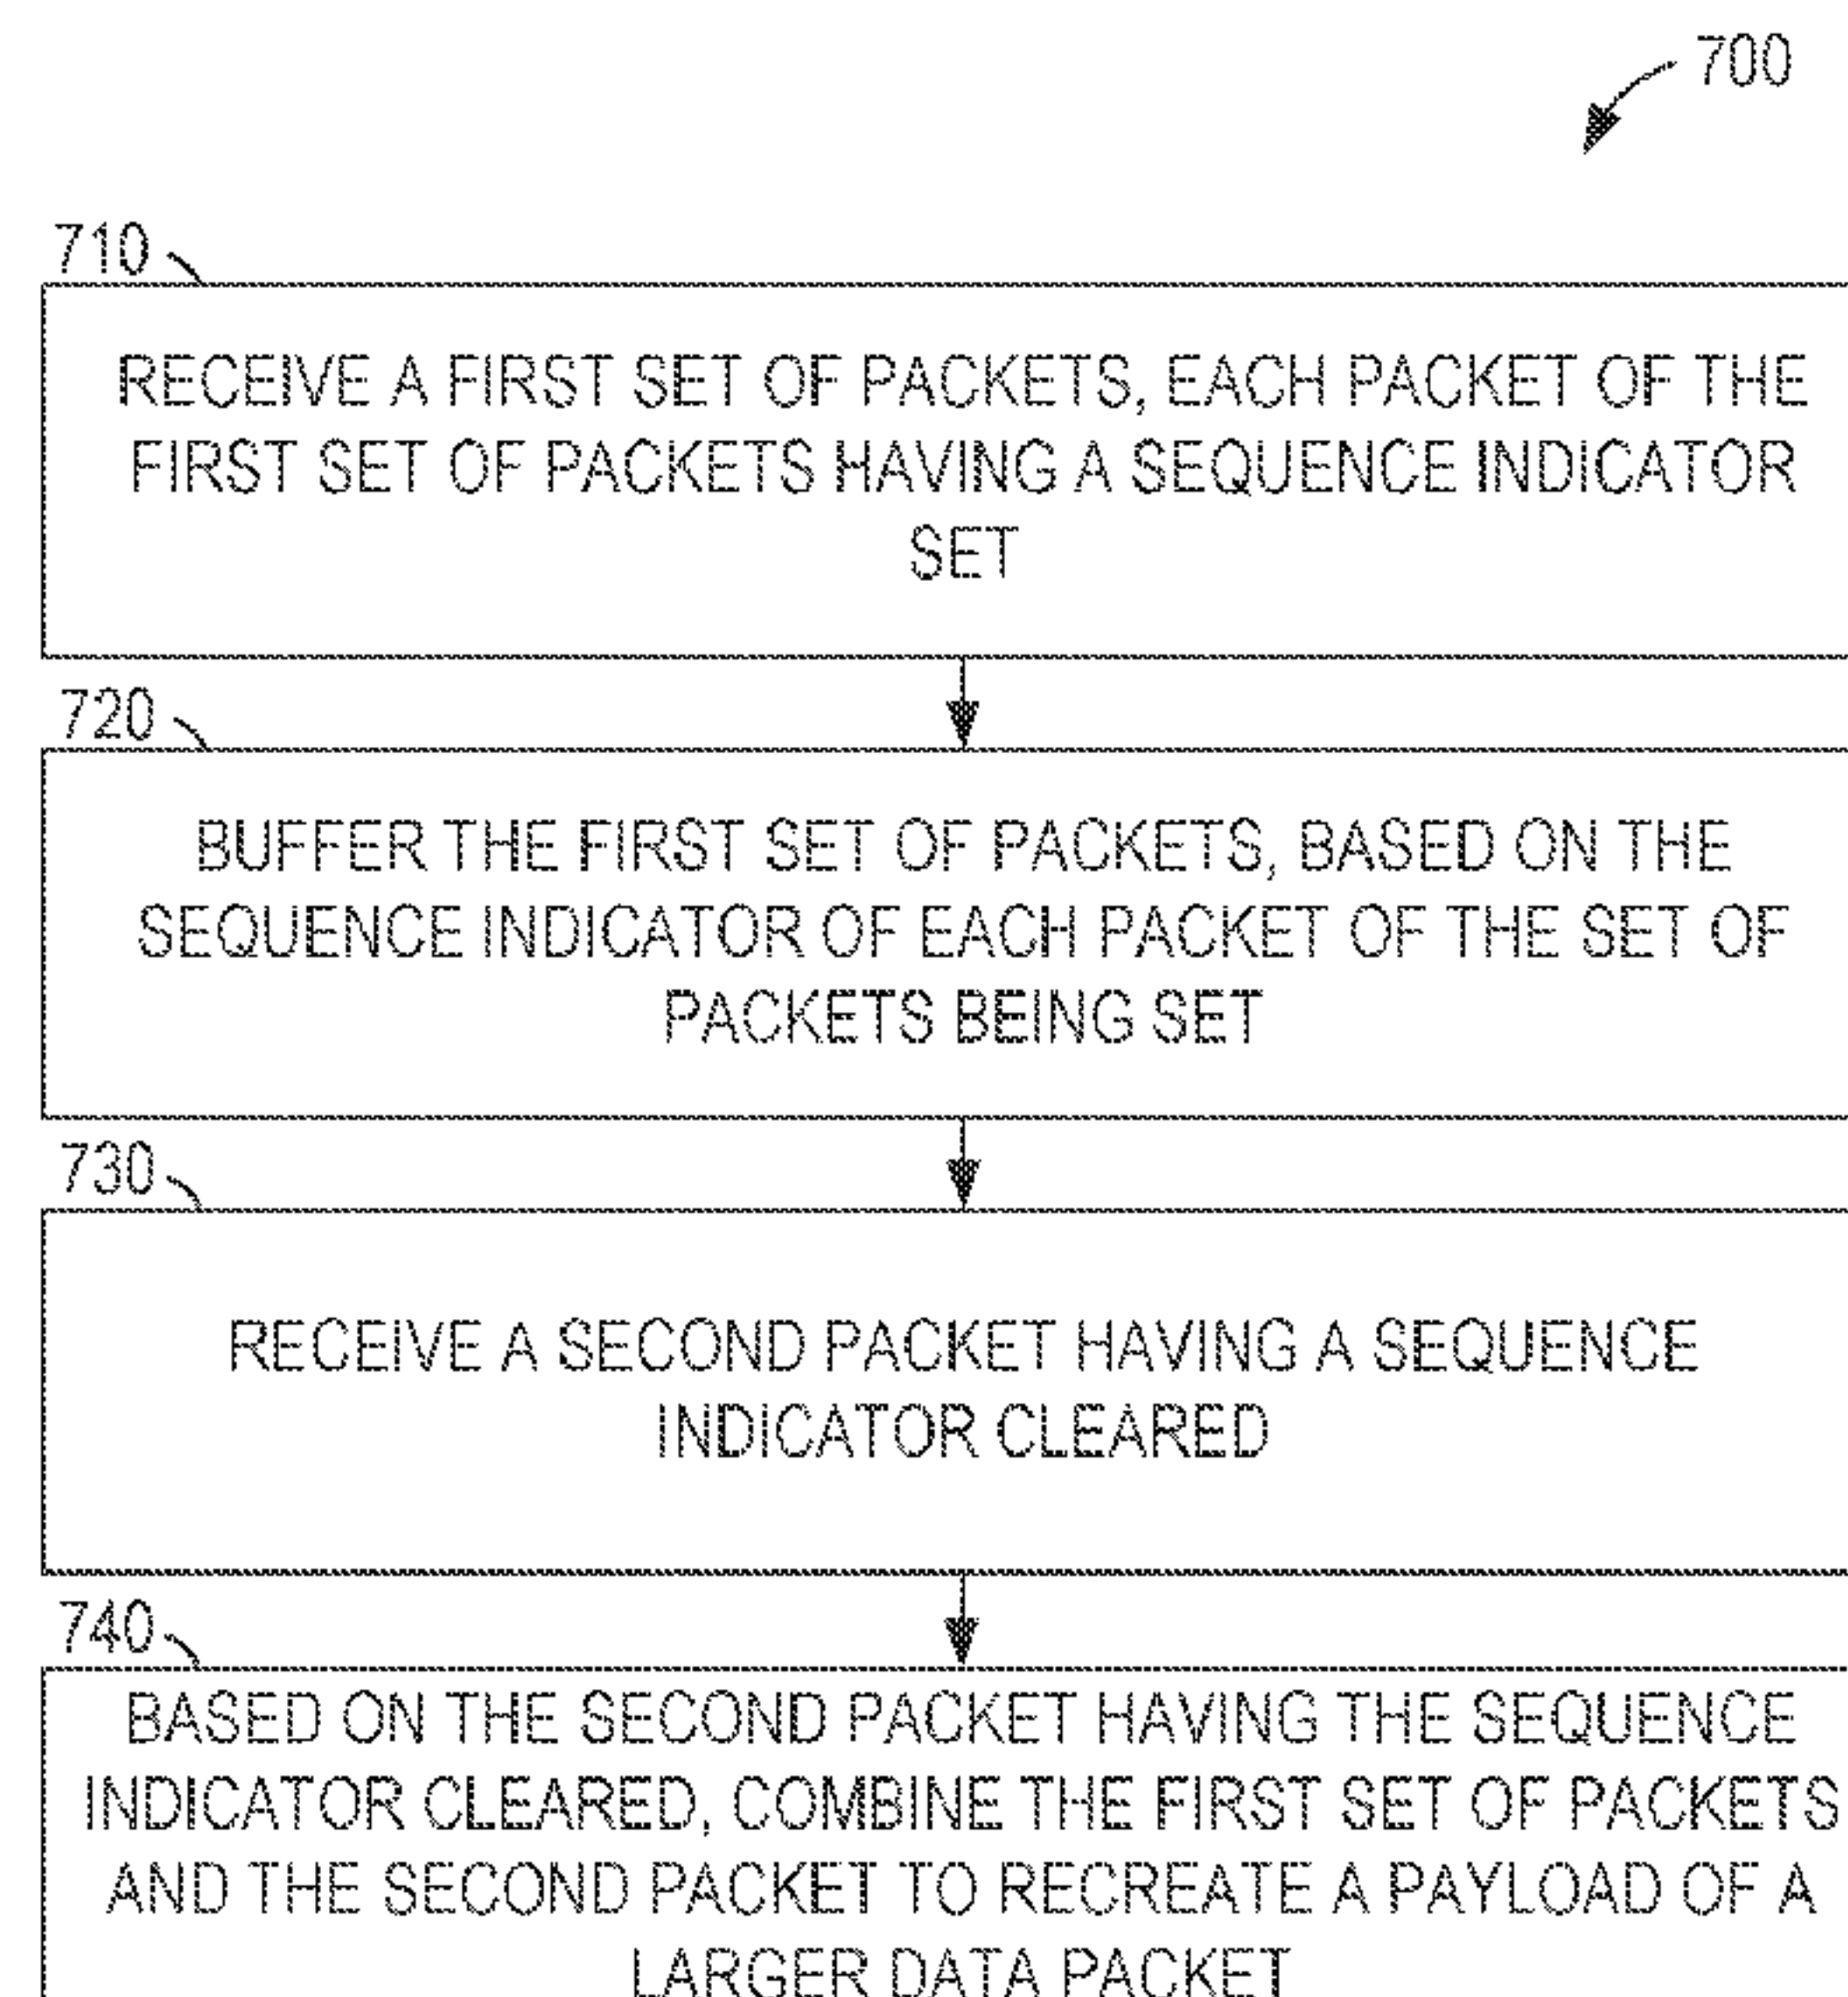 700
710
RECEIVE A FIRST SET OF PACKETS, EACH PACKET OF THE
FIRST SET OF PACKETS HAVING A SEQUENCE INDICATOR
SET
720
BUFFER THE FIRST SET OF PACKETS, BASED ON THE
SEQUENCE INDICATOR OF EACH PACKET OF THE SET OF
PACKETS BEING SET
730
RECEIVE A SECOND PACKET HAVING A SEQUENCE
INDICATOR CLEARED
740
BASED ON THE SECOND PACKET HAVING THE SEQUENCE
INDICATOR CLEARED, COMBINE THE FIRST SET OF PACKETS
AND THE SECOND PACKET TO RECREATE A PAYLOAD OF A
LARGER DATA PACKET